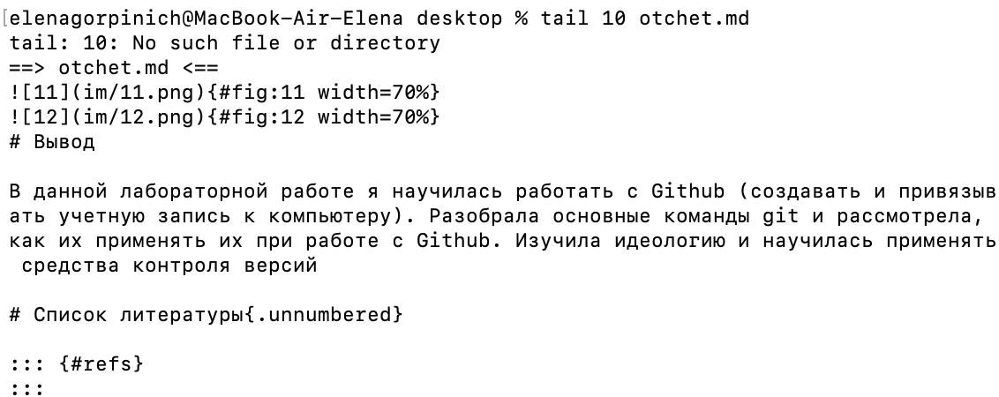 [elenagorpinich@MacBook-Air-Elena desktop % tail 10 otchet.md
tail: 10: No such file or directory
==> otchet.md <==
![11](im/11.png){#fig:11 width=70%}
![12](im/12.png){#fig:12 width=70%}
# Вывод

В данной лабораторной работе я научилась работать с Github (создавать и привязыв
ать учетную запись к компьютеру). Разобрала основные команды git и рассмотрела,
как их применять их при работе с Github. Изучила идеологию и научилась применять
 средства контроля версий

# Список литературы{.unnumbered}

::: {#refs}
:::